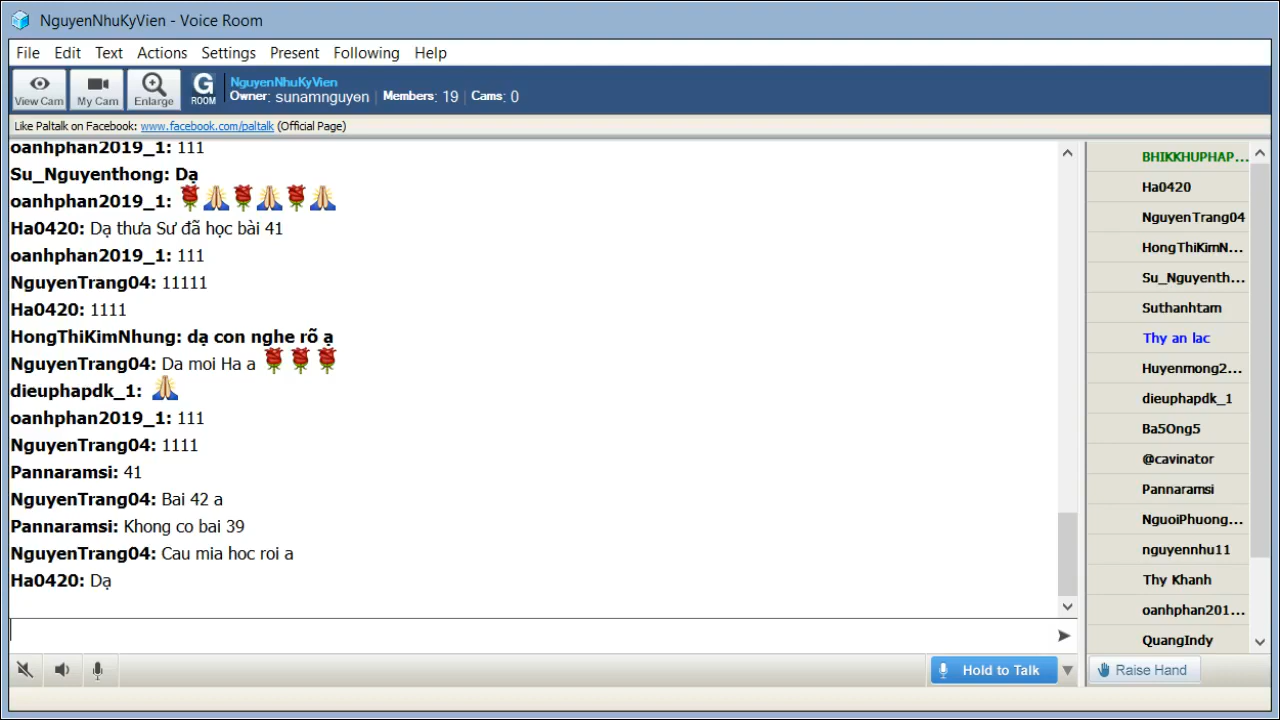 NguyenNhuKyVien - Voice Room
File Edit Text Actions Settings Present Following Help
View Cam My Cam Enlarge G ROOM
NguyenNhuKyVien
Owner: sunamnguyen | Members: 19 | Cams: 0
Like Paltalk on Facebook: www.facebook.com/paltalk (Official Page)
oanhphan2019_1: 111
Su_Nguyenthong: Dạ
oanhphan2019_1: 🌹🙏🌹🙏🌹🙏
Ha0420: Dạ thưa Sư đã học bài 41
oanhphan2019_1: 111
NguyenTrang04: 11111
Ha0420: 1111
HongThiKimNhung: dạ con nghe rõ ạ
NguyenTrang04: Da moi Ha a 🌹🌹🌹
dieuphapdk_1: 🙏
oanhphan2019_1: 111
NguyenTrang04: 1111
Pannaramsi: 41
NguyenTrang04: Bai 42 a
Pannaramsi: Khong co bai 39
NguyenTrang04: Cau mia hoc roi a
Ha0420: Dạ
BHIKKHUPHAP...
Ha0420
NguyenTrang04
HongThiKimN...
Su_Nguyenth...
Suthanhtam
Thy an lac
Huyenmong2...
dieuphapdk_1
Ba5Ong5
@cavinator
Pannaramsi
NguoiPhuong...
nguyennhu11
Thy Khanh
oanhphan201...
QuangIndy
Hold to Talk
Raise Hand